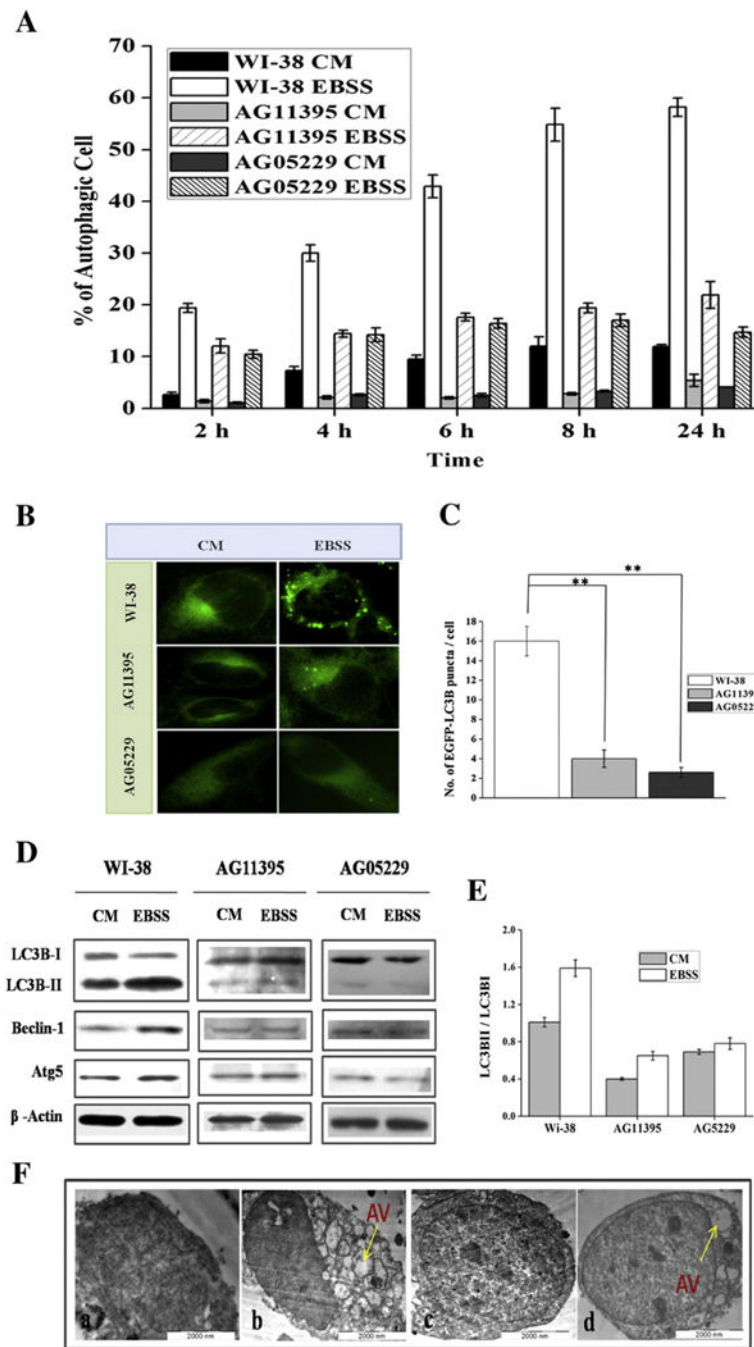 A
70
60
50
40
30
20
10
0
% of Autophagic Cell
WI-38 CM
WI-38 EBSS
AG11395 CM
AG11395 EBSS
AG05229 CM
AG05229 EBSS
2 h 4 h 6 h 8 h 24 h
Time
B
CM EBSS
WI-38
AG11395
AG05229
C
** **
18
16
14
12
10
8
6
4
2
0
No. of EGFP-LC3B puncta / cell
WI-38
AG1139
AG0522
D
WI-38 AG11395 AG05229
CM EBSS CM EBSS CM EBSS
LC3B-I
LC3B-II
Beclin-1
Atg5
β -Actin
E
2.0
1.6
1.2
0.8
0.4
0.0
LC3BII / LC3BI
CM
EBSS
Wi-38 AG11395 AG5229
F
AV
AV
a b c d
2000 nm 2000 nm 2000 nm 2000 nm